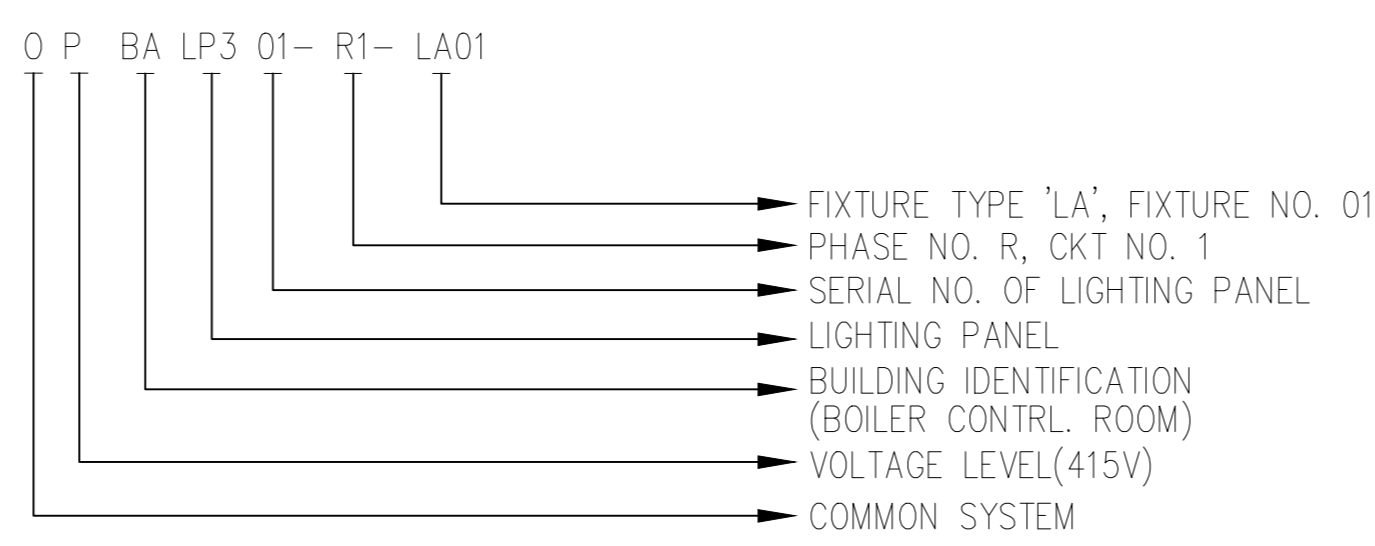 O P BA LP3 01- R1- LA01
FIXTURE TYPE 'LA', FIXTURE NO. 01
PHASE NO. R, CKT NO. 1
SERIAL NO. OF LIGHTING PANEL
LIGHTING PANEL
BUILDING IDENTIFICATION
(BOILER CONTRL. ROOM)
VOLTAGE LEVEL(415V)
COMMON SYSTEM